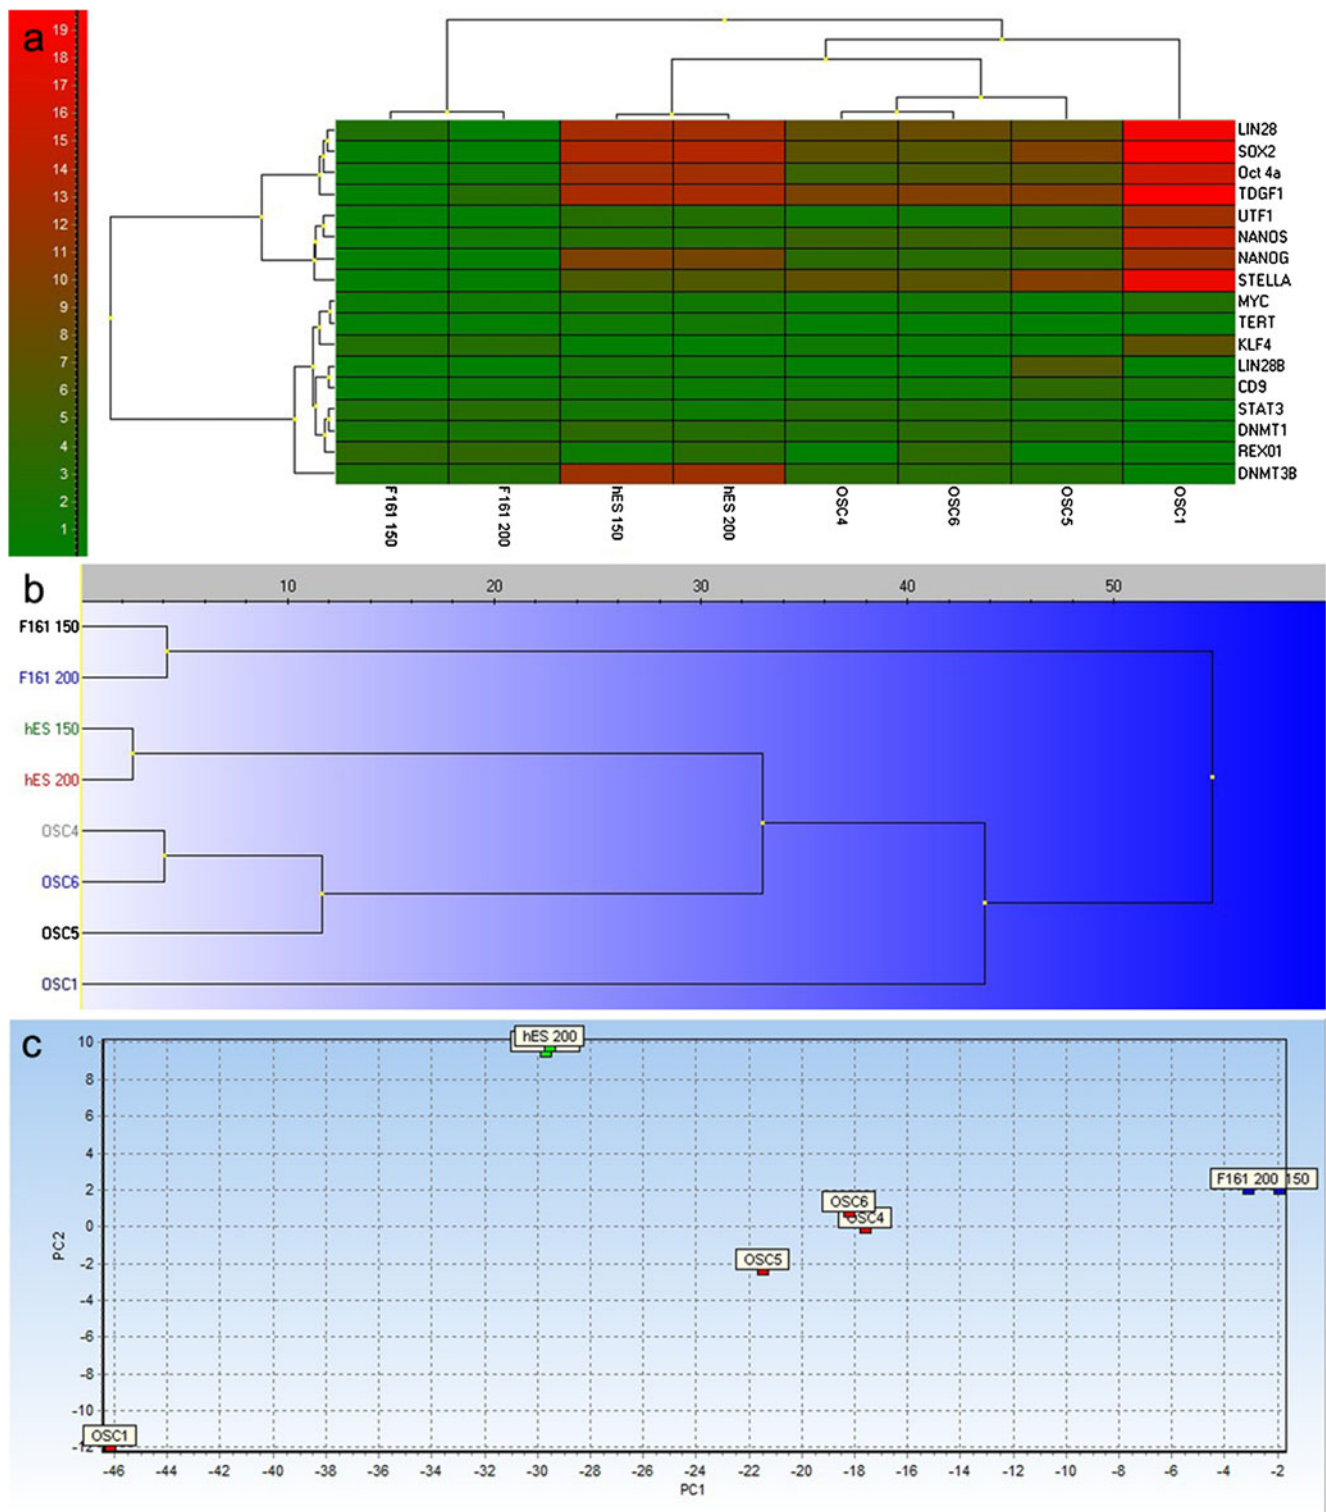 a
19
18
17
16
15
14
13
12
11
10
9
8
7
6
5
4
3
2
1
LIN28
SOX2
Oct 4a
TDGF1
UTF1
NANOS
NANOG
STELLA
MYC
TERT
KLF4
LIN28B
CD9
STAT3
DNMT1
REX01
DNMT3B
F161 150
F161 200
hES 150
hES 200
OSC4
OSC6
OSC5
OSC1
b
10 20 30 40 50
F161 150
F161 200
hES 150
hES 200
OSC4
OSC6
OSC5
OSC1
c
10
8
6
4
2
0
-2
-4
-6
-8
-10
-12
PC2
hES 200
F161 200 150
OSC6
OSC4
OSC5
OSC1
-46 -44 -42 -40 -38 -36 -34 -32 -30 -28 -26 -24 -22 -20 -18 -16 -14 -12 -10 -8 -6 -4 -2
PC1